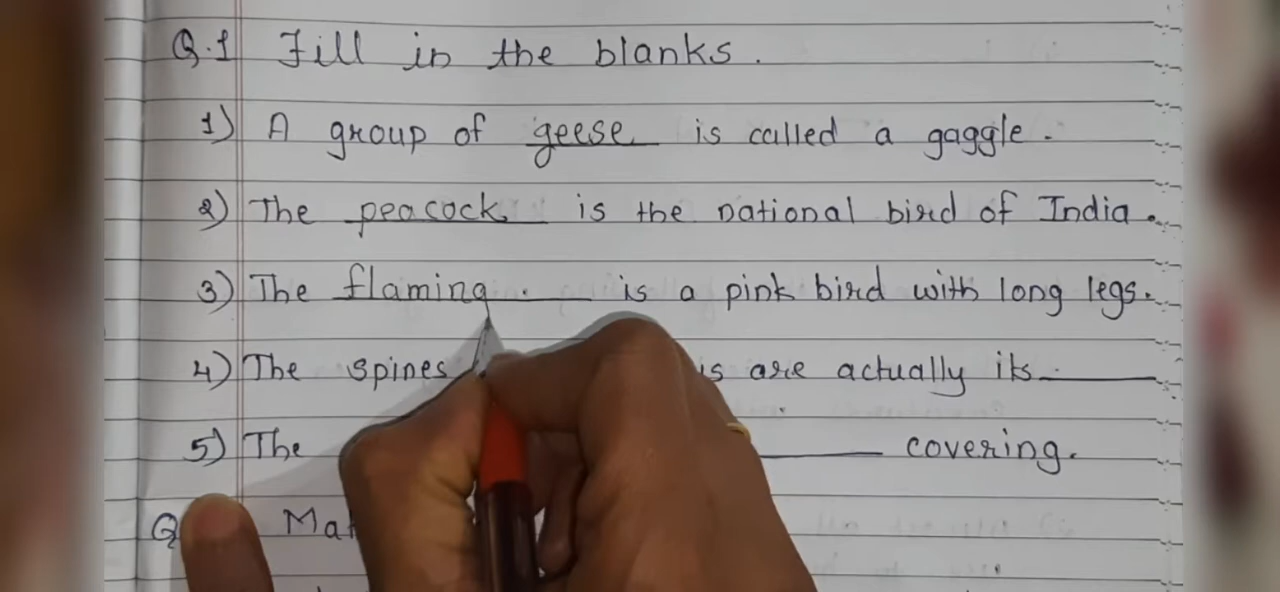 Q.1 Fill in the blanks.
1) A group of geese is called a gaggle.
2) The peacock is the national bird of India.
3) The flaming is a pink bird with long legs.
4) The spines are actually its
5) The covering.
Q Mat